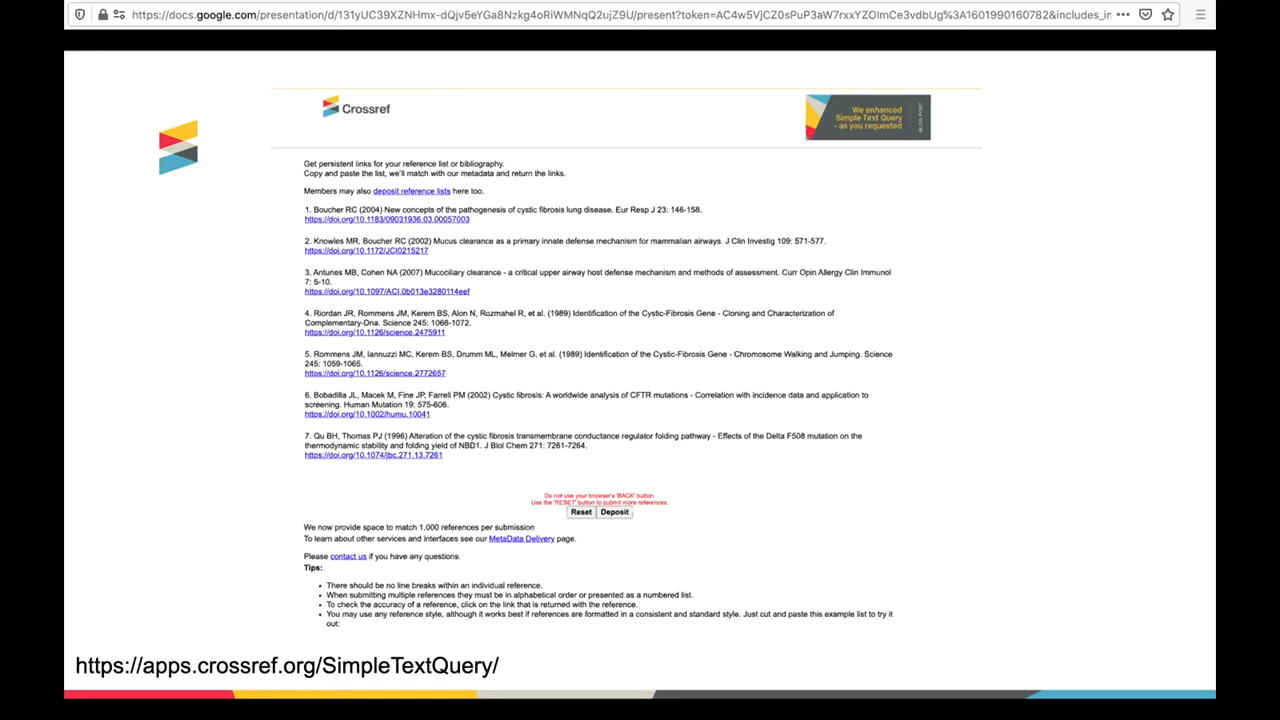 https://docs.google.com/presentation/d/131yUC39XZNHmx-dQjv5eYGa8Nzkg4oRiWMNqQ2ujZ9U/present?token=AC4w5VjCZ0sPuP3aW7rxxYZOlmCe3vdbUg%3A1601990160782&includes_ir
Crossref
We enhanced
Simple Text Query
- as you requested
BLOG POST
Get persistent links for your reference list or bibliography.
Copy and paste the list, we'll match with our metadata and return the links.
Members may also deposit reference lists here too.
1. Boucher RC (2004) New concepts of the pathogenesis of cystic fibrosis lung disease. Eur Resp J 23: 146-158.
https://doi.org/10.1183/09031936.03.00057003
2. Knowles MR, Boucher RC (2002) Mucus clearance as a primary innate defense mechanism for mammalian airways. J Clin Investig 109: 571-577.
https://doi.org/10.1172/JCI0215217
3. Antunes MB, Cohen NA (2007) Mucociliary clearance - a critical upper airway host defense mechanism and methods of assessment. Curr Opin Allergy Clin Immunol
7: 5-10.
https://doi.org/10.1097/ACI.0b013e3280114eef
4. Riordan JR, Rommens JM, Kerem BS, Alon N, Rozmahel R, et al. (1989) Identification of the Cystic-Fibrosis Gene - Cloning and Characterization of
Complementary-Dna. Science 245: 1066-1072.
https://doi.org/10.1126/science.2475911
5. Rommens JM, Iannuzzi MC, Kerem BS, Drumm ML, Melmer G, et al. (1989) Identification of the Cystic-Fibrosis Gene - Chromosome Walking and Jumping. Science
245: 1059-1065.
https://doi.org/10.1126/science.2772657
6. Bobadilla JL, Macek M, Fine JP, Farrell PM (2002) Cystic fibrosis: A worldwide analysis of CFTR mutations - Correlation with incidence data and application to
screening. Human Mutation 19: 575-606.
https://doi.org/10.1002/humu.10041
7. Qu BH, Thomas PJ (1996) Alteration of the cystic fibrosis transmembrane conductance regulator folding pathway - Effects of the Delta F508 mutation on the
thermodynamic stability and folding yield of NBD1. J Biol Chem 271: 7261-7264.
https://doi.org/10.1074/jbc.271.13.7261
Do not use your browser's 'BACK' button.
Use the 'RESET' button to submit more references.
Reset Deposit
We now provide space to match 1,000 references per submission
To learn about other services and interfaces see our MetaData Delivery page.
Please contact us if you have any questions.
Tips:
• There should be no line breaks within an individual reference.
• When submitting multiple references they must be in alphabetical order or presented as a numbered list.
• To check the accuracy of a reference, click on the link that is returned with the reference.
• You may use any reference style, although it works best if references are formatted in a consistent and standard style. Just cut and paste this example list to try it
out:
https://apps.crossref.org/SimpleTextQuery/